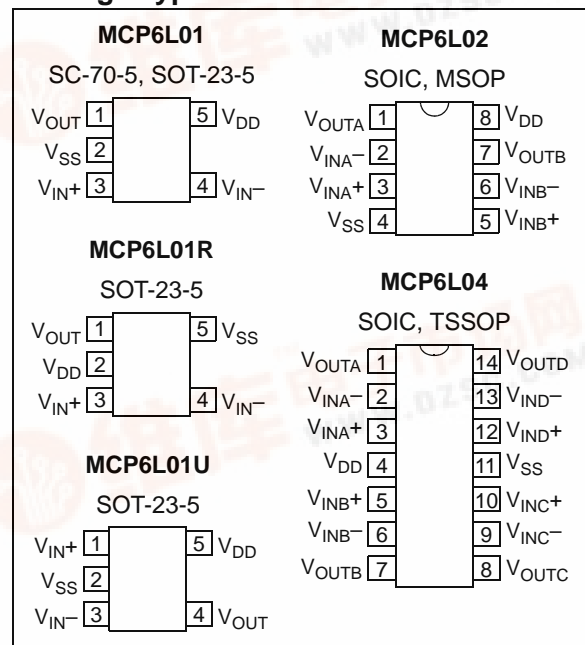 MCP6L01
SC-70-5, SOT-23-5
VOUT 1 5 VDD
VSS 2
VIN+ 3 4 VIN–
MCP6L01R
SOT-23-5
VOUT 1 5 VSS
VDD 2
VIN+ 3 4 VIN–
MCP6L01U
SOT-23-5
VIN+ 1 5 VDD
VSS 2
VIN– 3 4 VOUT
MCP6L02
SOIC, MSOP
VOUTA 1 8 VDD
VINA– 2 7 VOUTB
VINA+ 3 6 VINB–
VSS 4 5 VINB+
MCP6L04
SOIC, TSSOP
VOUTA 1 14 VOUTD
VINA– 2 13 VIND–
VINA+ 3 12 VIND+
VDD 4 11 VSS
VINB+ 5 10 VINC+
VINB– 6 9 VINC–
VOUTB 7 8 VOUTC